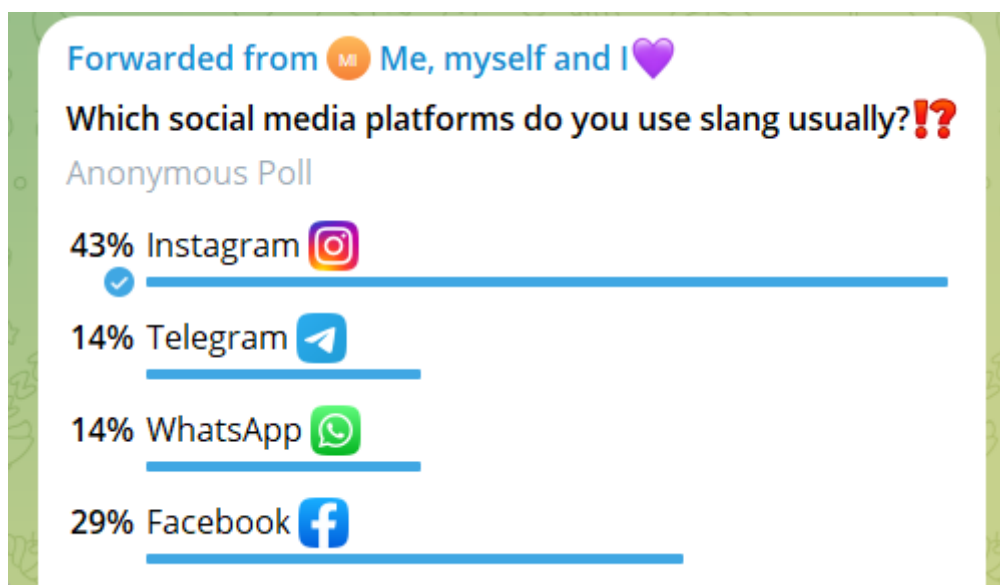 Forwarded from MI Me, myself and I💜
Which social media platforms do you use slang usually?⁉️
Anonymous Poll
43% Instagram
14% Telegram
14% WhatsApp
29% Facebook